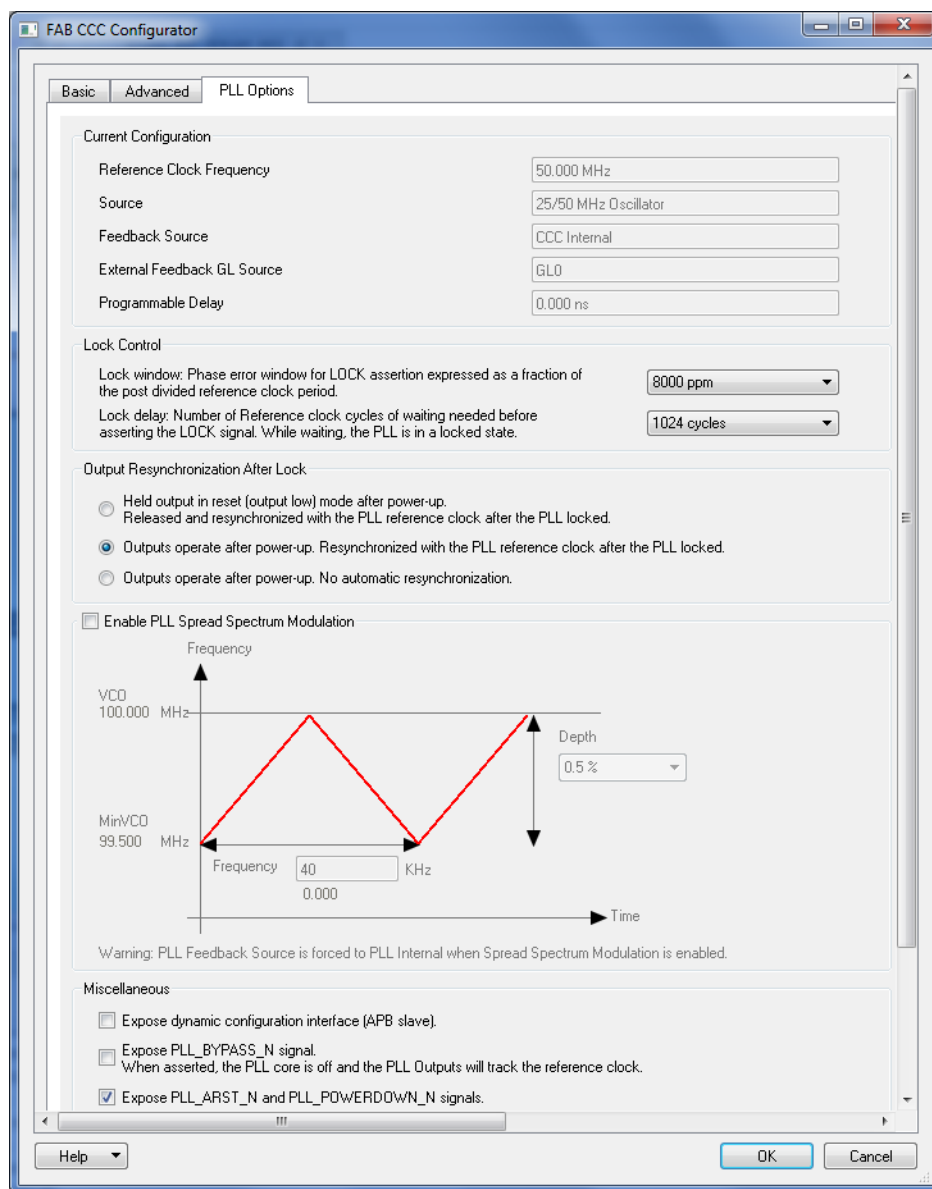 FAB CCC Configurator
Basic
Advanced
PLL Options
Current Configuration
Reference Clock Frequency
50.000 MHz
Source
25/50 MHz Oscillator
Feedback Source
CCC Internal
External Feedback GL Source
GL0
Programmable Delay
0.000 ns
Lock Control
Lock window: Phase error window for LOCK assertion expressed as a fraction of
the post divided reference clock period.
8000 ppm
Lock delay: Number of Reference clock cycles of waiting needed before
asserting the LOCK signal. While waiting, the PLL is in a locked state.
1024 cycles
Output Resynchronization After Lock
Held output in reset (output low) mode after power-up.
Released and resynchronized with the PLL reference clock after the PLL locked.
Outputs operate after power-up. Resynchronized with the PLL reference clock after the PLL locked.
Outputs operate after power-up. No automatic resynchronization.
Enable PLL Spread Spectrum Modulation
Frequency
VCO
100.000 MHz
Depth
0.5 %
MinVCO
99.500 MHz
Frequency 40 KHz
0.000
Time
Warning: PLL Feedback Source is forced to PLL Internal when Spread Spectrum Modulation is enabled.
Miscellaneous
Expose dynamic configuration interface (APB slave).
Expose PLL_BYPASS_N signal.
When asserted, the PLL core is off and the PLL Outputs will track the reference clock.
Expose PLL_ARST_N and PLL_POWERDOWN_N signals.
Help
OK
Cancel